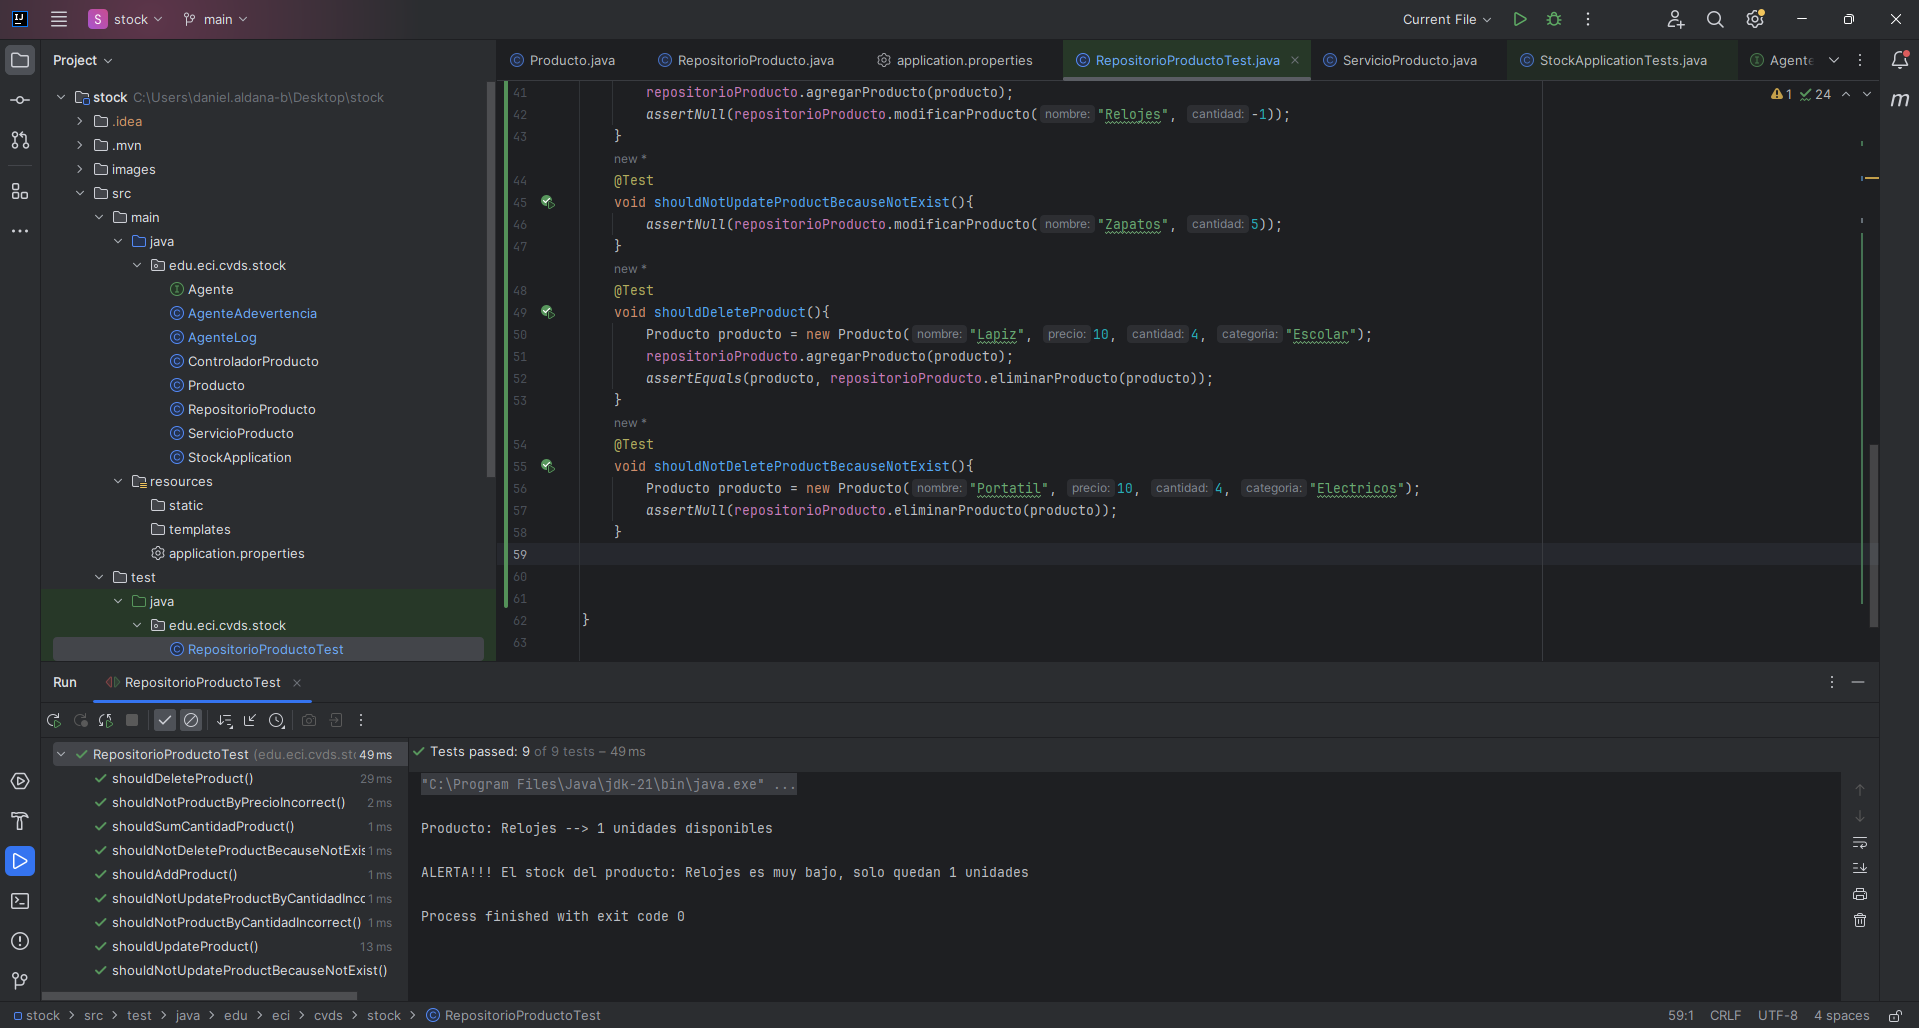 stock main Current File
Project
Producto.java RepositorioProducto.java application.properties RepositorioProductoTest.java ServicioProducto.java StockApplicationTests.java Agente
stock C:\Users\daniel.aldana-b\Desktop\stock
.idea
.mvn
images
src
main
java
edu.eci.cvds.stock
Agente
AgenteAdevertencia
AgenteLog
ControladorProducto
Producto
RepositorioProducto
ServicioProducto
StockApplication
resources
static
templates
application.properties
test
java
edu.eci.cvds.stock
RepositorioProductoTest
1 24
41 repositorioProducto.agregarProducto(producto);
42 assertNull(repositorioProducto.modificarProducto( nombre: "Relojes", cantidad: -1));
43 }
new *
44 @Test
45 void shouldNotUpdateProductBecauseNotExist(){
46 assertNull(repositorioProducto.modificarProducto( nombre: "Zapatos", cantidad: 5));
47 }
new *
48 @Test
49 void shouldDeleteProduct(){
50 Producto producto = new Producto( nombre: "Lapiz", precio: 10, cantidad: 4, categoria: "Escolar");
51 repositorioProducto.agregarProducto(producto);
52 assertEquals(producto, repositorioProducto.eliminarProducto(producto));
53 }
new *
54 @Test
55 void shouldNotDeleteProductBecauseNotExist(){
56 Producto producto = new Producto( nombre: "Portatil", precio: 10, cantidad: 4, categoria: "Electricos");
57 assertNull(repositorioProducto.eliminarProducto(producto));
58 }
59
60
61
62 }
63
Run RepositorioProductoTest
RepositorioProductoTest (edu.eci.cvds.sto 49 ms
shouldDeleteProduct() 29 ms
shouldNotProductByPrecioIncorrect() 2 ms
shouldSumCantidadProduct() 1 ms
shouldNotDeleteProductBecauseNotExis 1 ms
shouldAddProduct() 1 ms
shouldNotUpdateProductByCantidadInco 1 ms
shouldNotProductByCantidadIncorrect() 1 ms
shouldUpdateProduct() 13 ms
shouldNotUpdateProductBecauseNotExist()
Tests passed: 9 of 9 tests – 49 ms
"C:\Program Files\Java\jdk-21\bin\java.exe" ...
Producto: Relojes --> 1 unidades disponibles
ALERTA!!! El stock del producto: Relojes es muy bajo, solo quedan 1 unidades
Process finished with exit code 0
stock > src > test > java > edu > eci > cvds > stock > RepositorioProductoTest 59:1 CRLF UTF-8 4 spaces